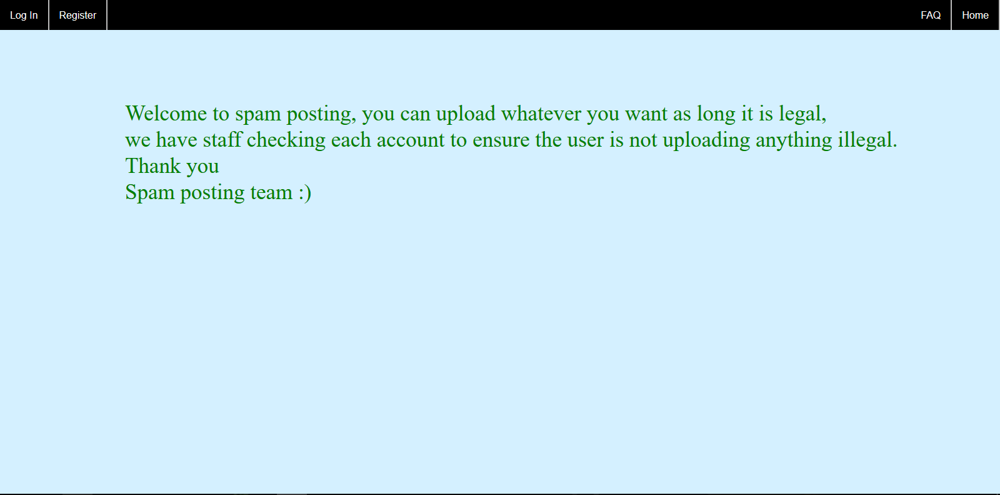 Log In Register FAQ Home
Welcome to spam posting, you can upload whatever you want as long it is legal,
we have staff checking each account to ensure the user is not uploading anything illegal.
Thank you
Spam posting team :)